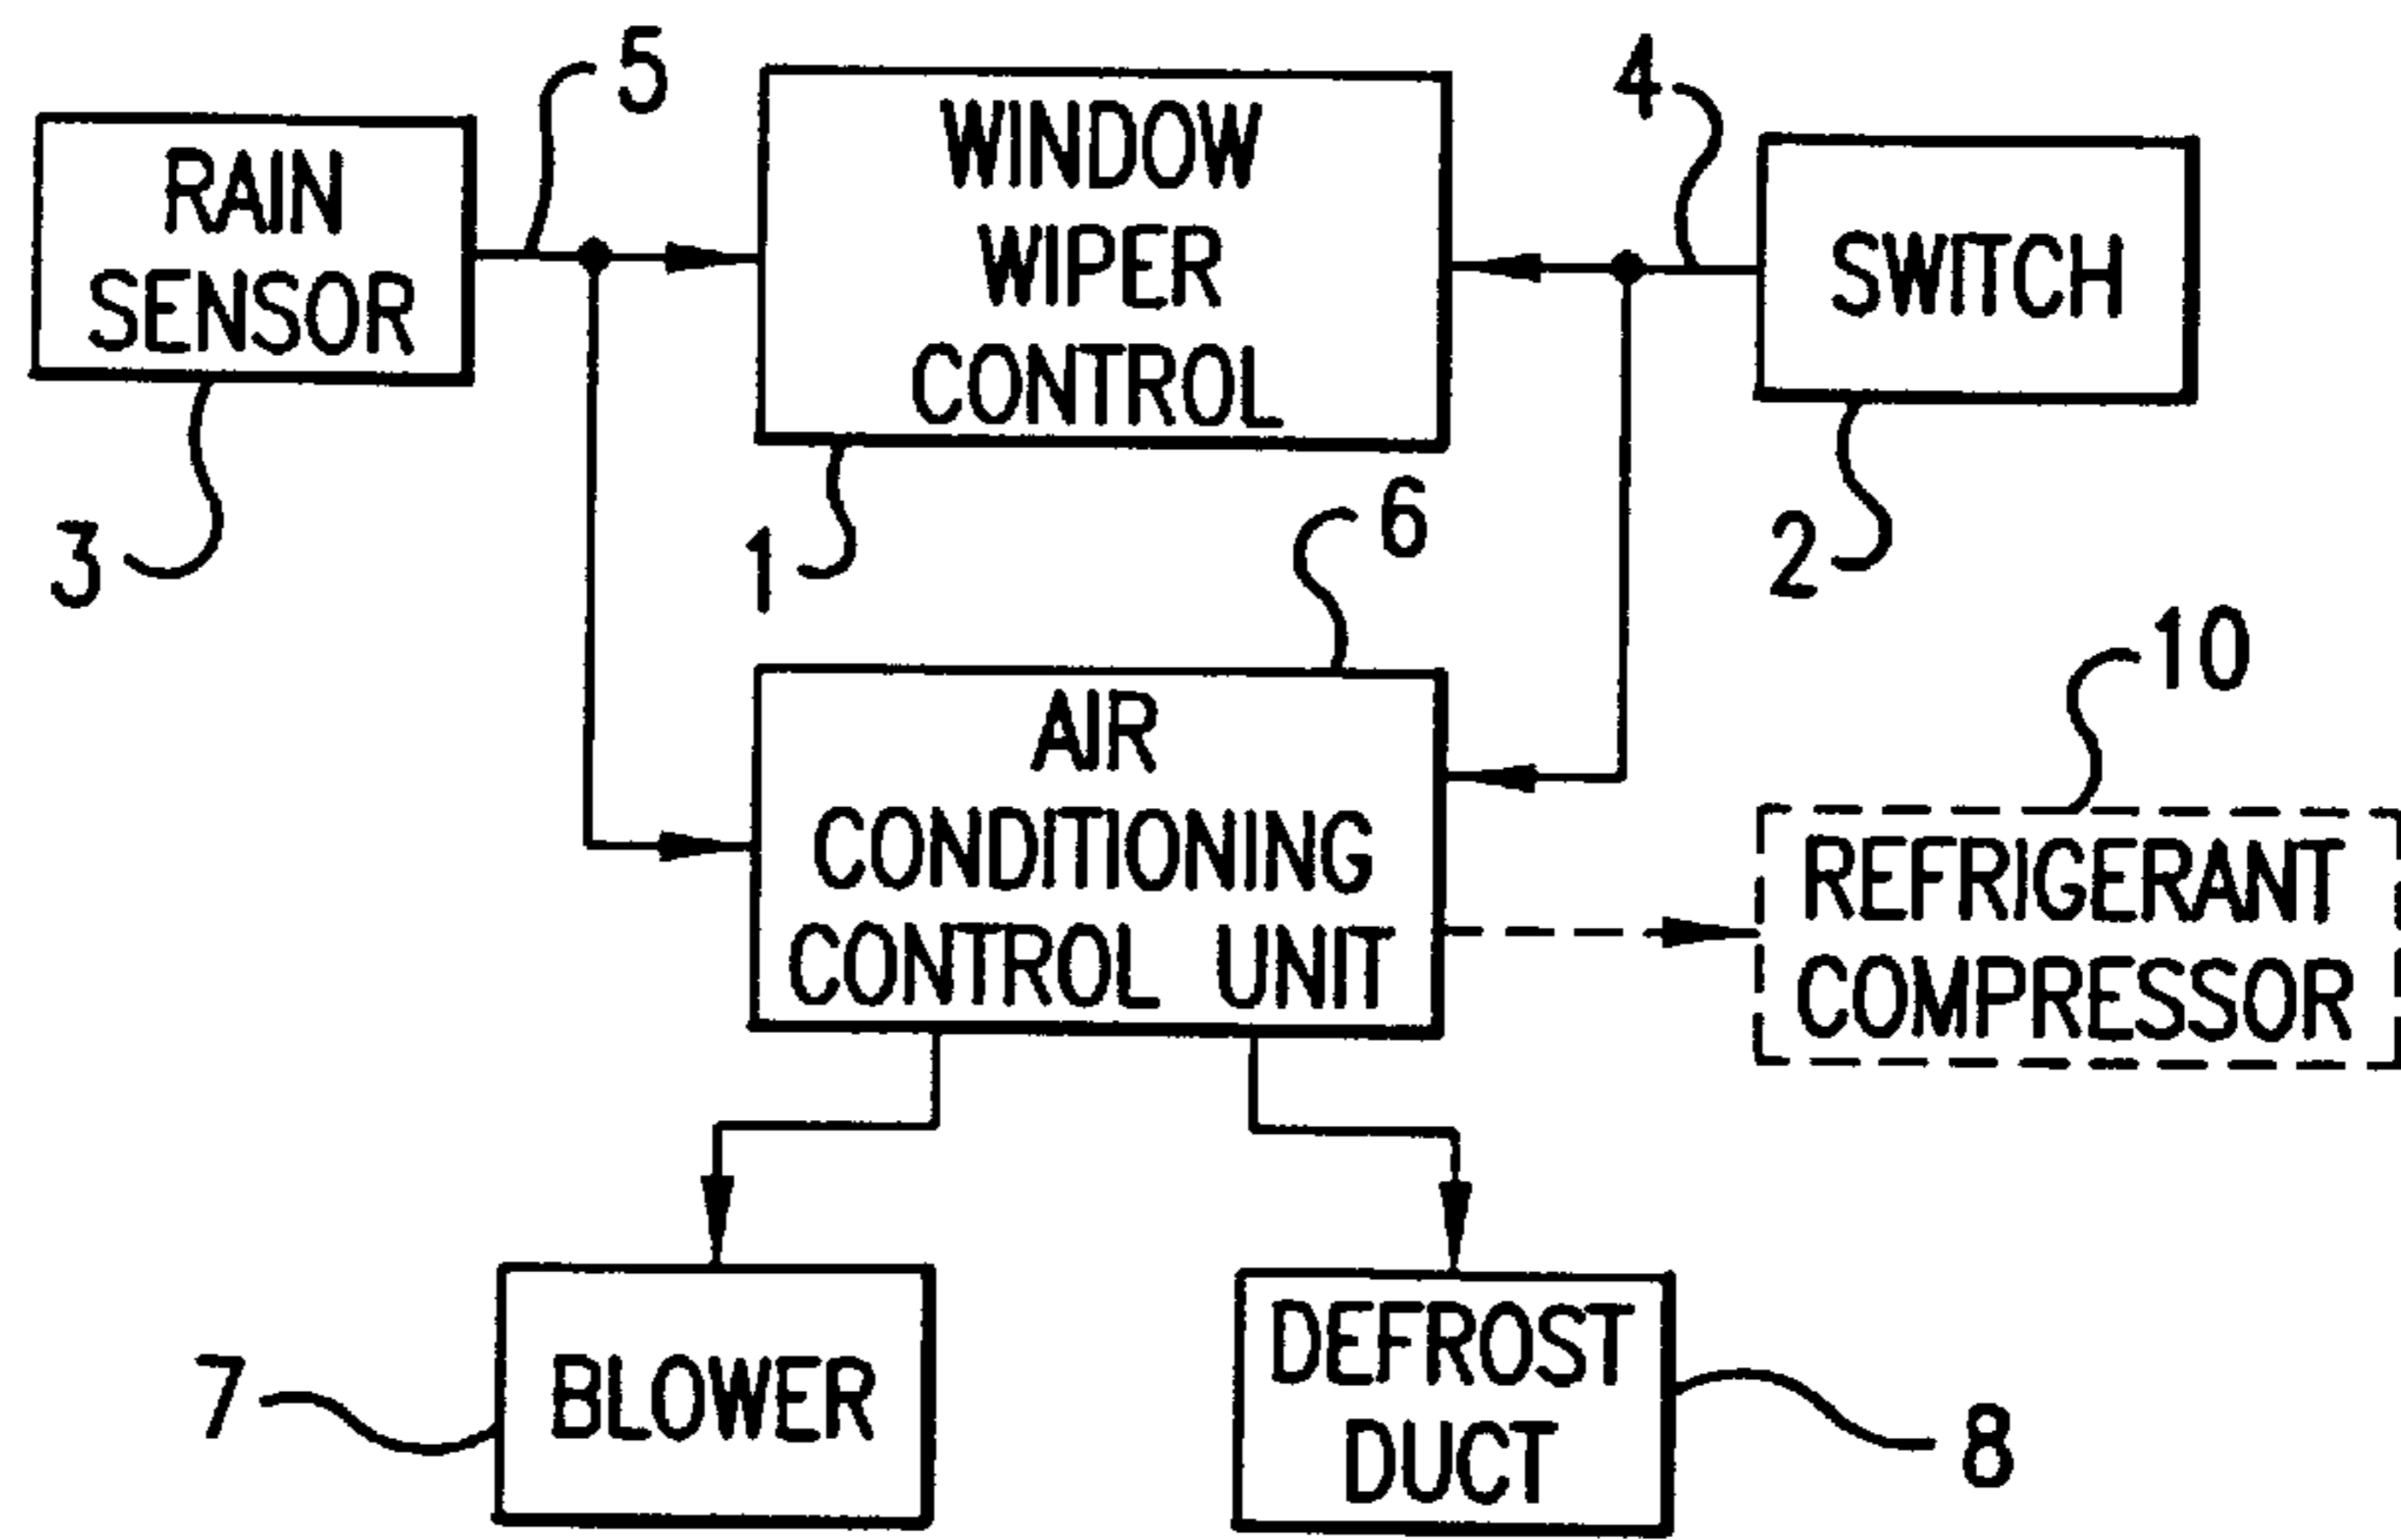 5
4
RAIN
SENSOR
WINDOW
WIPER
CONTROL
SWITCH
3
1
6
2
10
AIR
CONDITIONING
CONTROL UNIT
REFRIGERANT
COMPRESSOR
7
BLOWER
DEFROST
DUCT
8